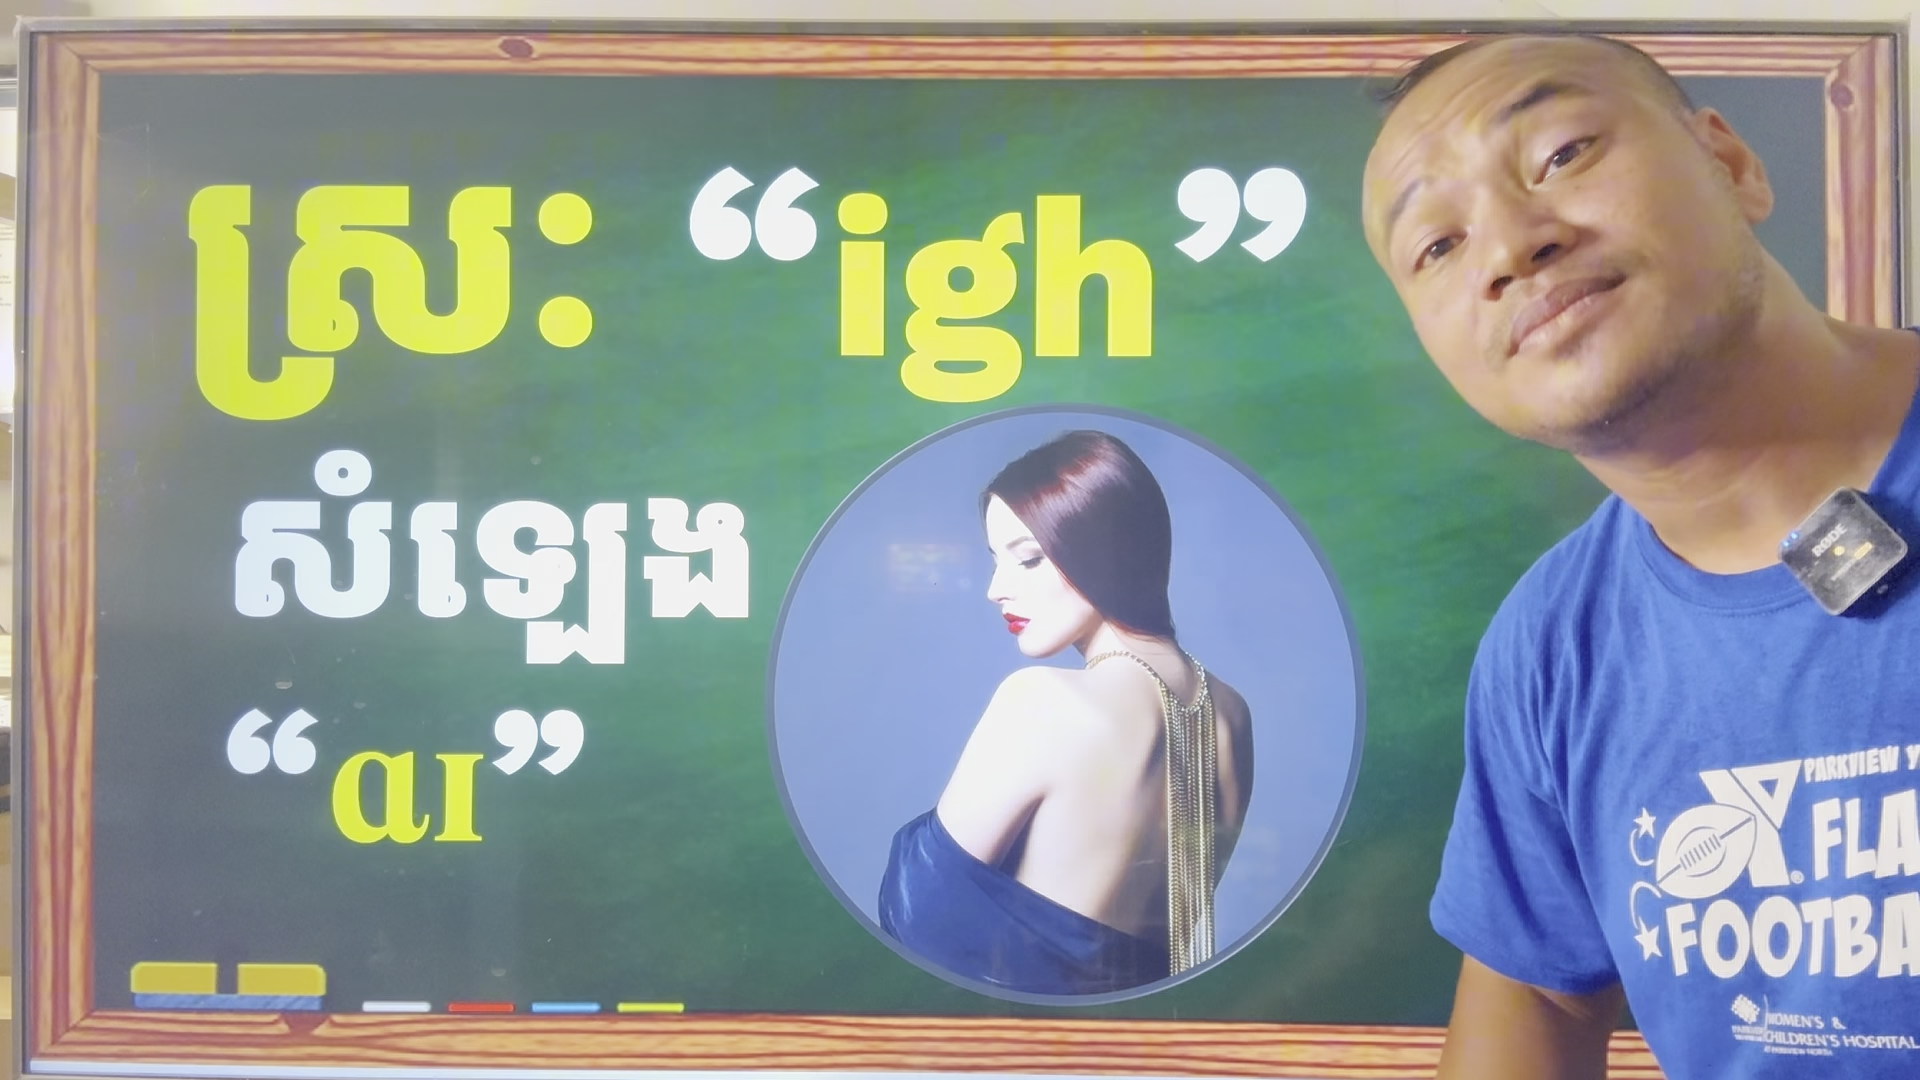 ស្រៈ “igh”
សំឡេង
“aɪ”
RØDE
PARKVIEW Y
FLA
FOOTBA
WOMEN'S &
CHILDREN'S HOSPITAL